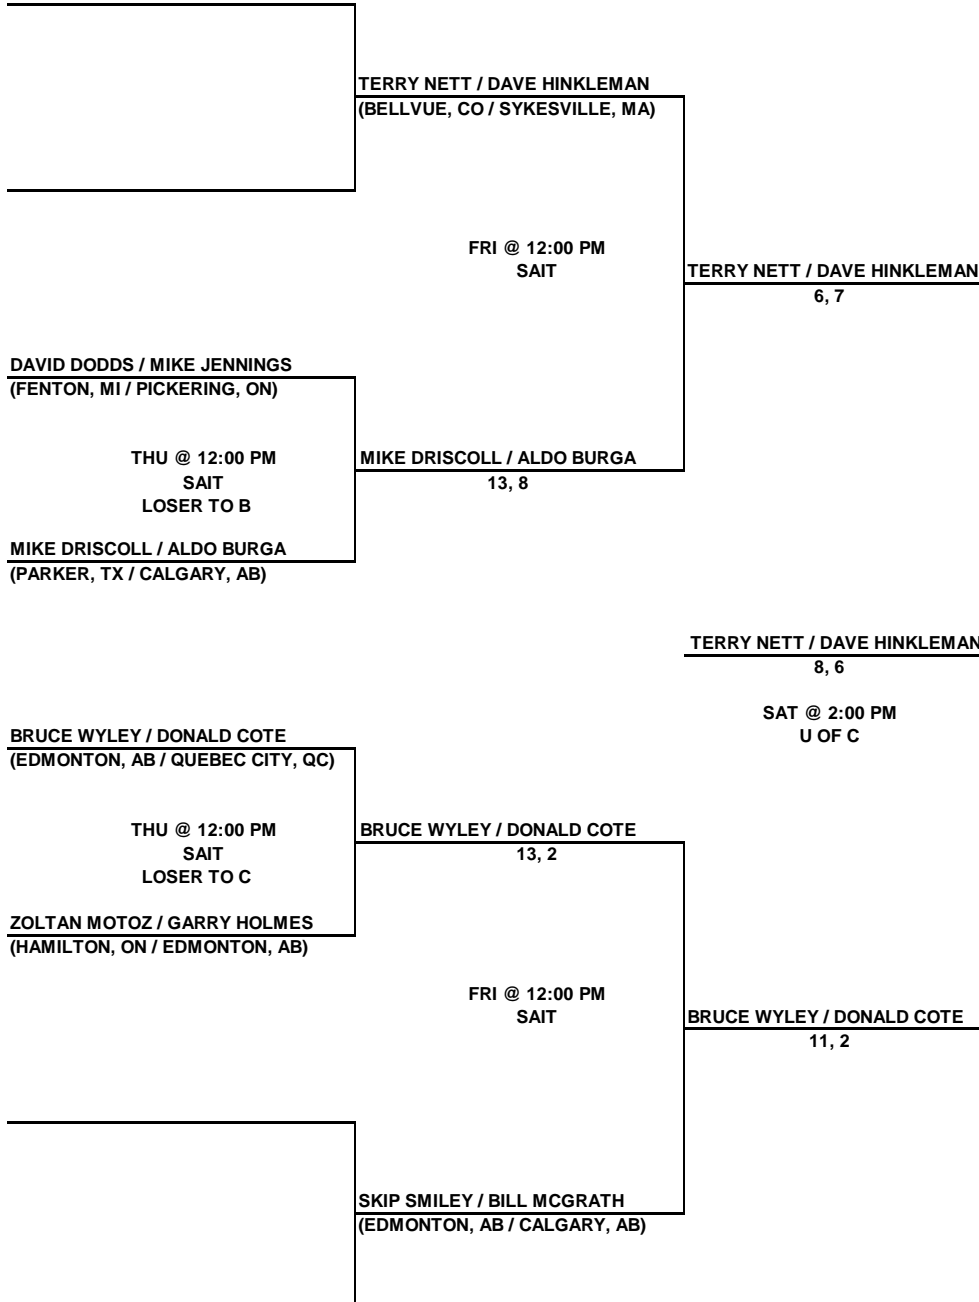 TERRY NETT / DAVE HINKLEMAN
(BELLVUE, CO / SYKESVILLE, MA)
FRI @ 12:00 PM
SAIT
TERRY NETT / DAVE HINKLEMAN
6, 7
DAVID DODDS / MIKE JENNINGS
(FENTON, MI / PICKERING, ON)
THU @ 12:00 PM
SAIT
LOSER TO B
MIKE DRISCOLL / ALDO BURGA
13, 8
MIKE DRISCOLL / ALDO BURGA
(PARKER, TX / CALGARY, AB)
TERRY NETT / DAVE HINKLEMAN
8, 6
SAT @ 2:00 PM
U OF C
BRUCE WYLEY / DONALD COTE
(EDMONTON, AB / QUEBEC CITY, QC)
THU @ 12:00 PM
SAIT
LOSER TO C
BRUCE WYLEY / DONALD COTE
13, 2
ZOLTAN MOTOZ / GARRY HOLMES
(HAMILTON, ON / EDMONTON, AB)
FRI @ 12:00 PM
SAIT
BRUCE WYLEY / DONALD COTE
11, 2
SKIP SMILEY / BILL MCGRATH
(EDMONTON, AB / CALGARY, AB)